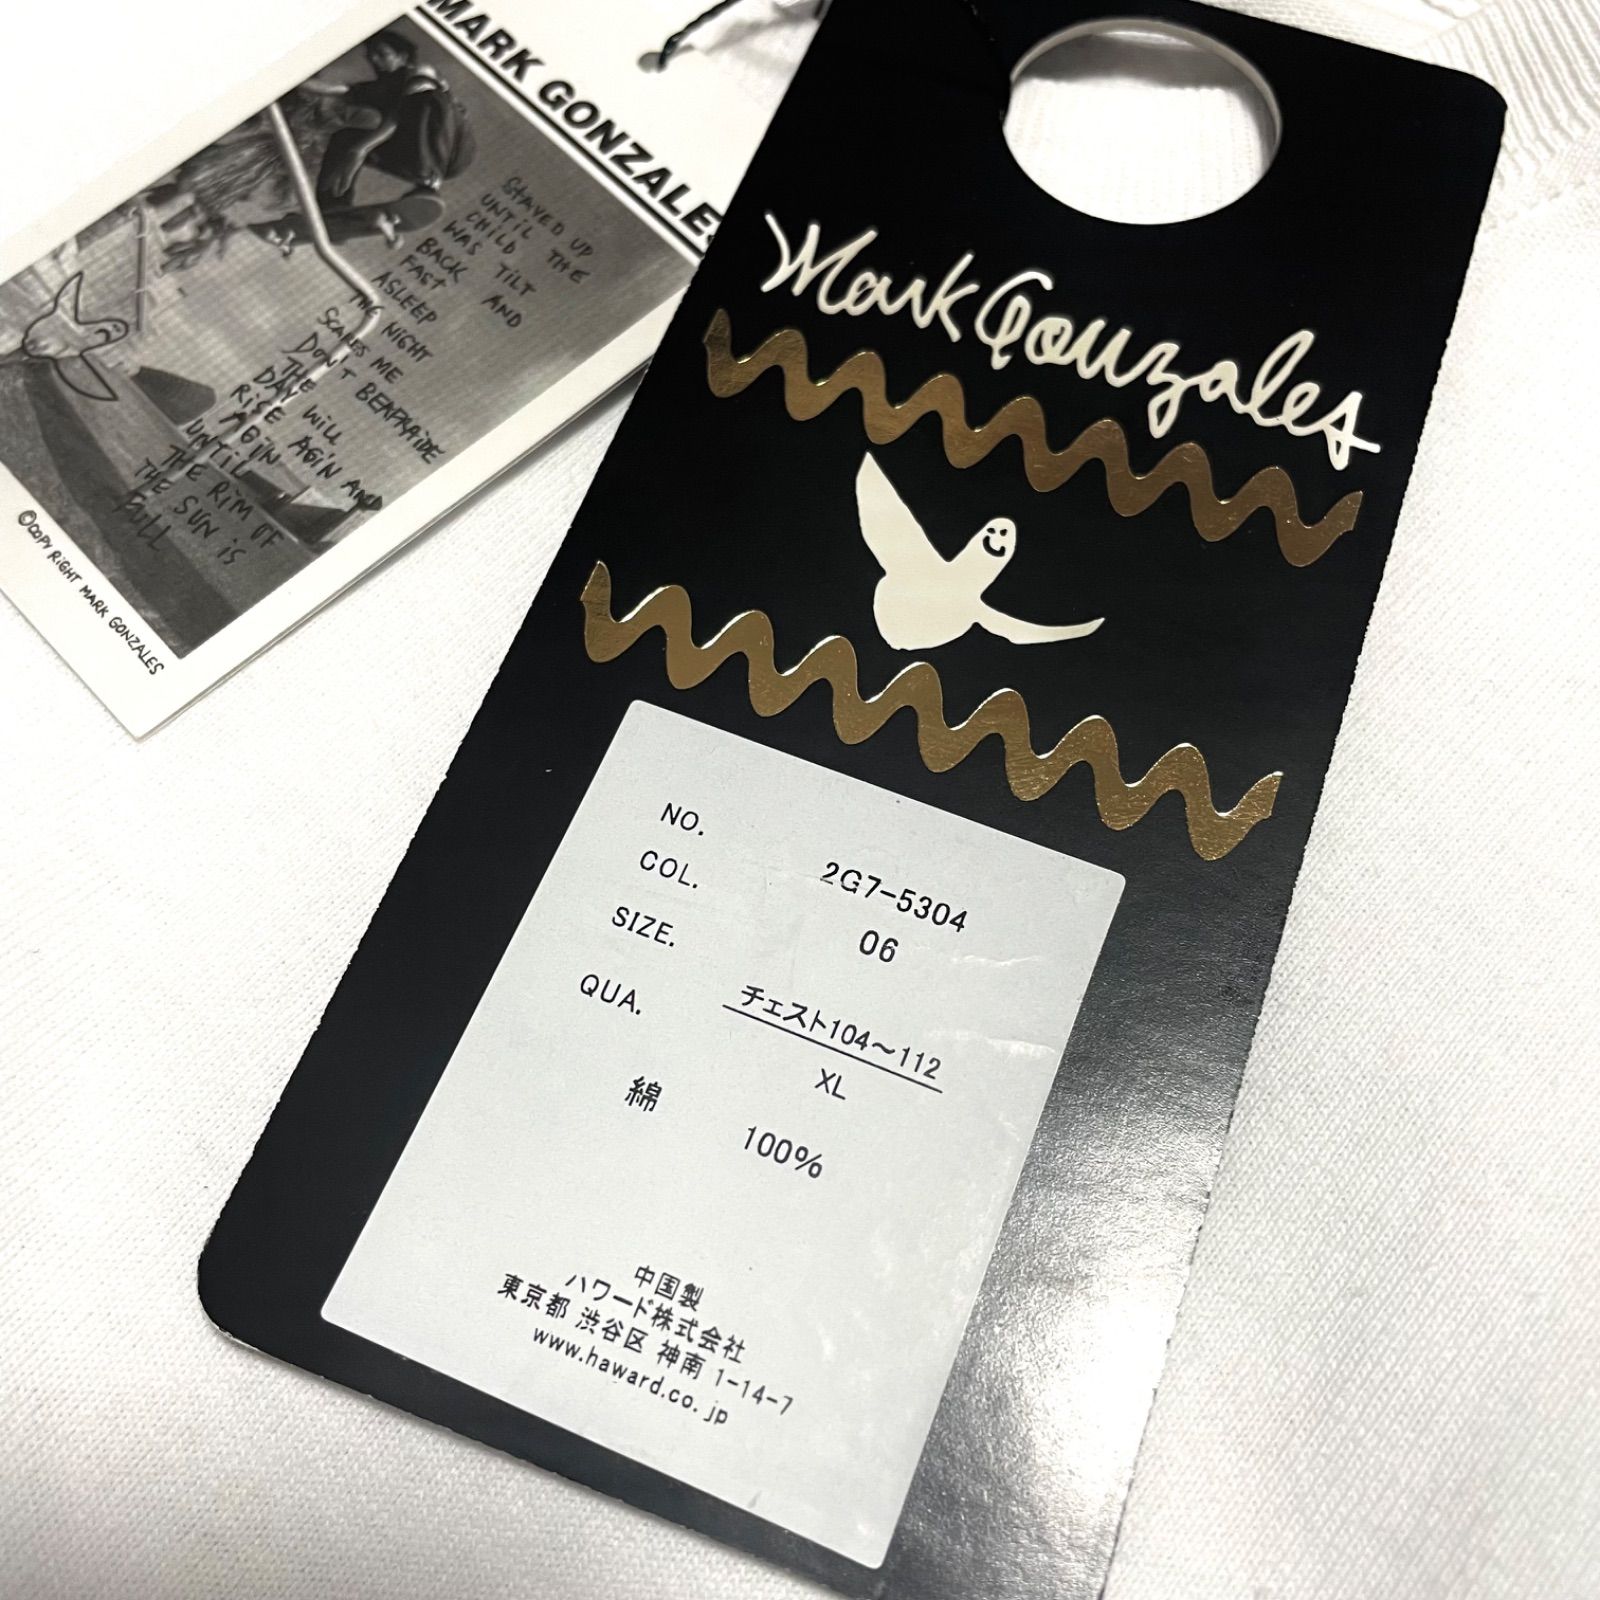 MARK GONZALES
STAYED UP
UNTIL THE
CHILD
WAS TILT
BACK AND
FAST
ASLEEP
THE NIGHT
SCARES ME
DON'T BEAPRAIDE
THE
DAY WILL
RISE AGIN AND
AGIN
UNTIL
THE RIM OF
THE SUN iS
FULL
©COPY RIGHT MARK GONZALES
Mark Gonzales
NO. 2G7-5304
COL. 06
SIZE. チェスト104～112
XL
QUA.
綿 100%
中国製
ハワード株式会社
東京都 渋谷区 神南 1-14-7
www.haward.co.jp